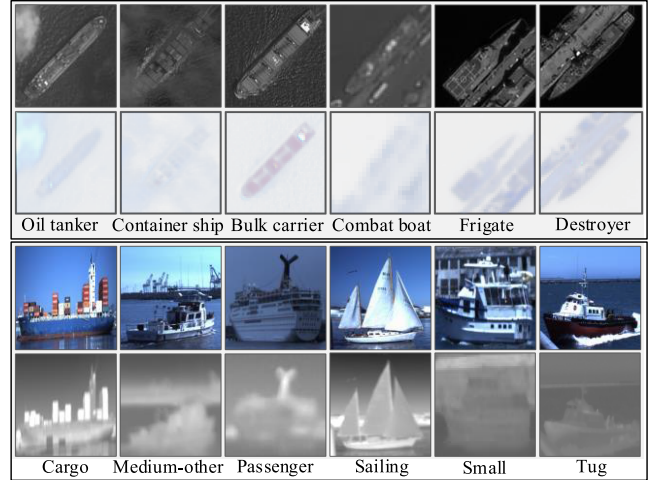 Oil tanker Container ship Bulk carrier Combat boat Frigate Destroyer
Cargo Medium-other Passenger Sailing Small Tug